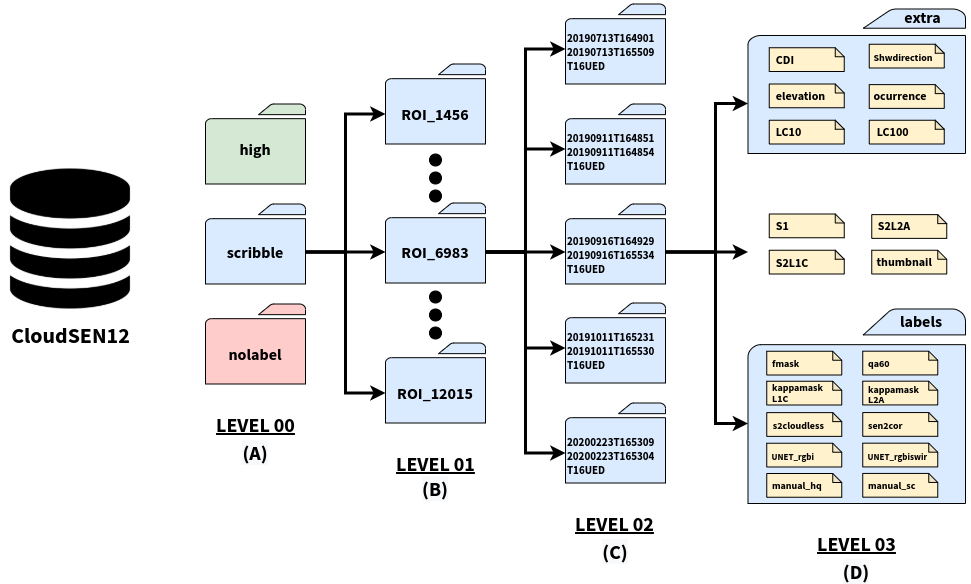 CloudSEN12
high
scribble
nolabel
LEVEL 00
(A)
ROI_1456
ROI_6983
ROI_12015
LEVEL 01
(B)
20190713T164901
20190713T165509
T16UED
20190911T164851
20190911T164854
T16UED
20190916T164929
20190916T165534
T16UED
20191011T165231
20191011T165530
T16UED
20200223T165309
20200223T165304
T16UED
LEVEL 02
(C)
extra
CDI
Shwdirection
elevation
ocurrence
LC10
LC100
S1
S2L2A
S2L1C
thumbnail
labels
fmask
qa60
kappamask
L1C
kappamask
L2A
s2cloudless
sen2cor
UNET_rgbi
UNET_rgbiswir
manual_hq
manual_sc
LEVEL 03
(D)